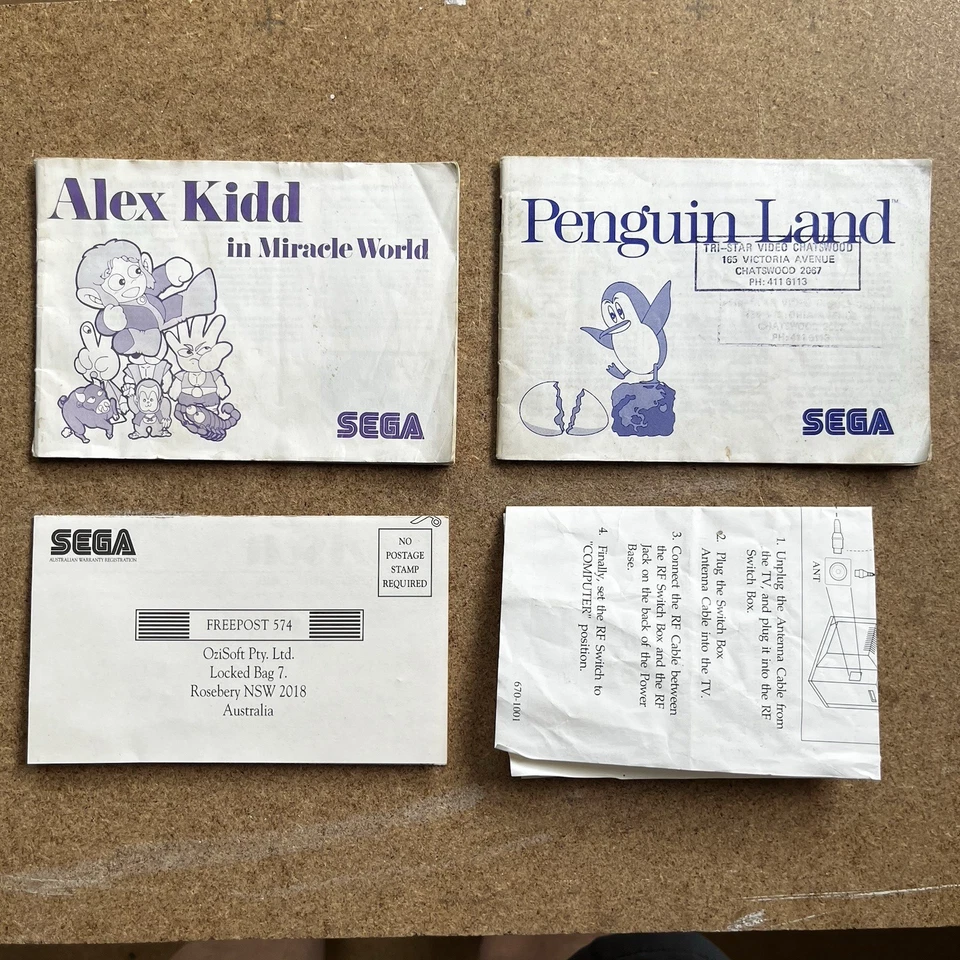 Alex Kidd
in Miracle World
SEGA
Penguin Land™
TRI-STAR VIDEO CHATSWOOD
165 VICTORIA AVENUE
CHATSWOOD 2067
PH: 411 6113
CHATSWOOD
PH: 411 6113
SEGA
SEGA
AUSTRALIAN WARRANTY REGISTRATION
NO
POSTAGE
STAMP
REQUIRED
FREEPOST 574
OziSoft Pty. Ltd.
Locked Bag 7.
Rosebery NSW 2018
Australia
ANT
1. Unplug the Antenna Cable from
the TV, and plug it into the RF
Switch Box.
2. Plug the Switch Box
Antenna Cable into the TV.
3. Connect the RF Cable between
the RF Switch Box and the RF
Jack on the back of the Power
Base.
4. Finally, set the RF Switch to
"COMPUTER" position.
670-1001